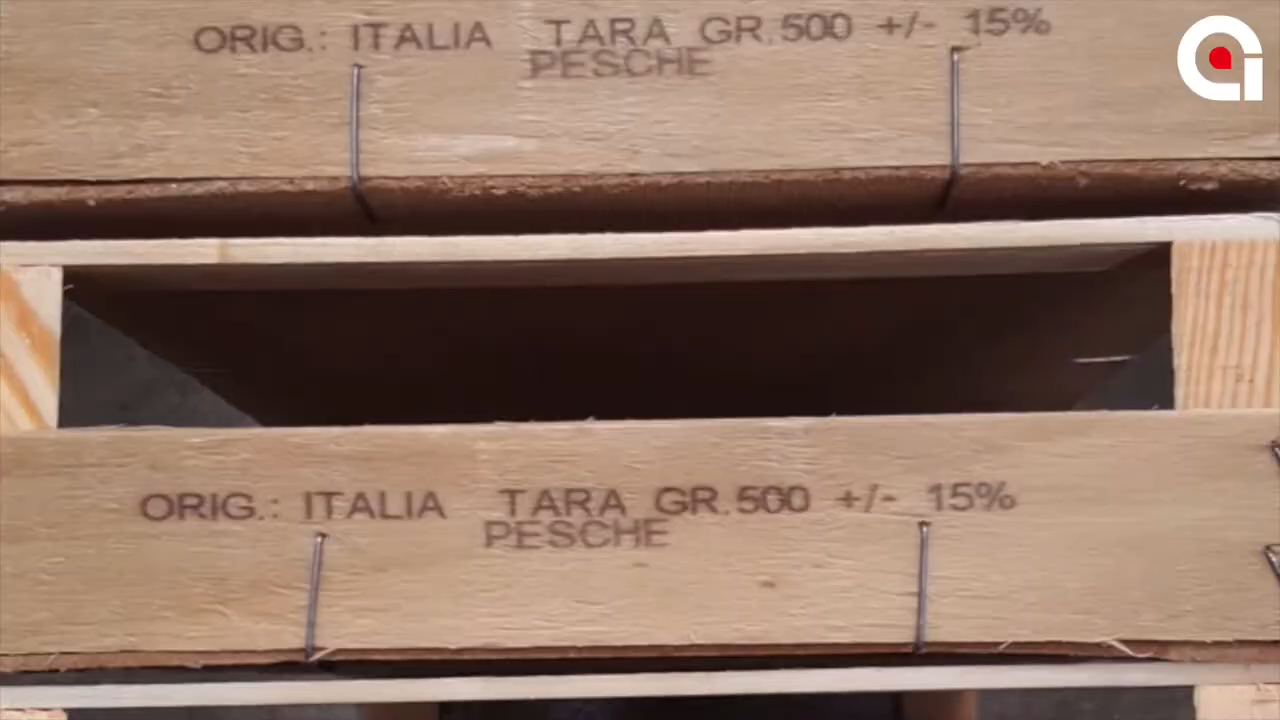 ORIG.: ITALIA TARA GR.500 +/- 15%
PESCHE
ORIG.: ITALIA TARA GR.500 +/- 15%
PESCHE